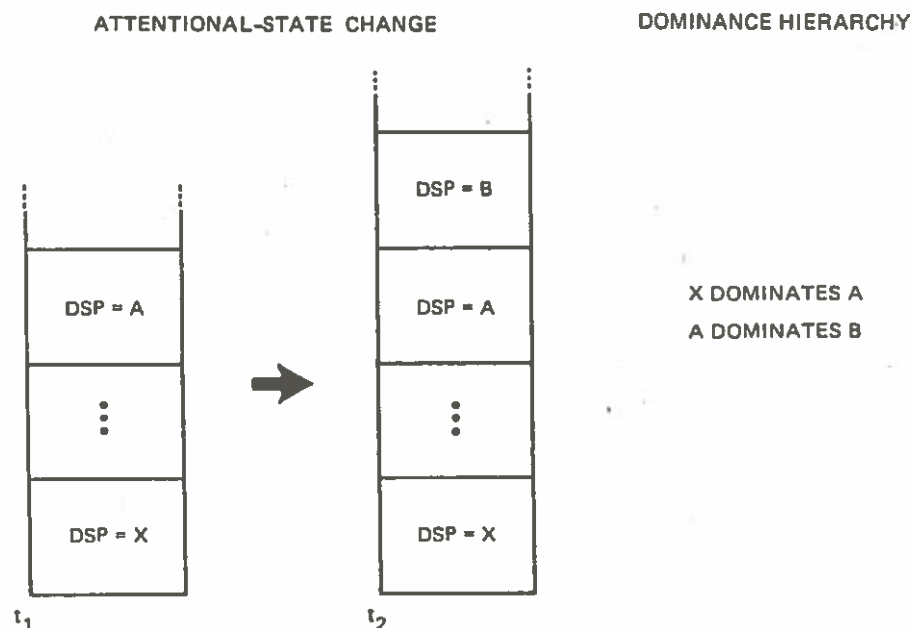 ATTENTIONAL-STATE CHANGE
DOMINANCE HIERARCHY
DSP = A
DSP = X
t1
DSP = B
DSP = A
DSP = X
t2
X DOMINATES A
A DOMINATES B